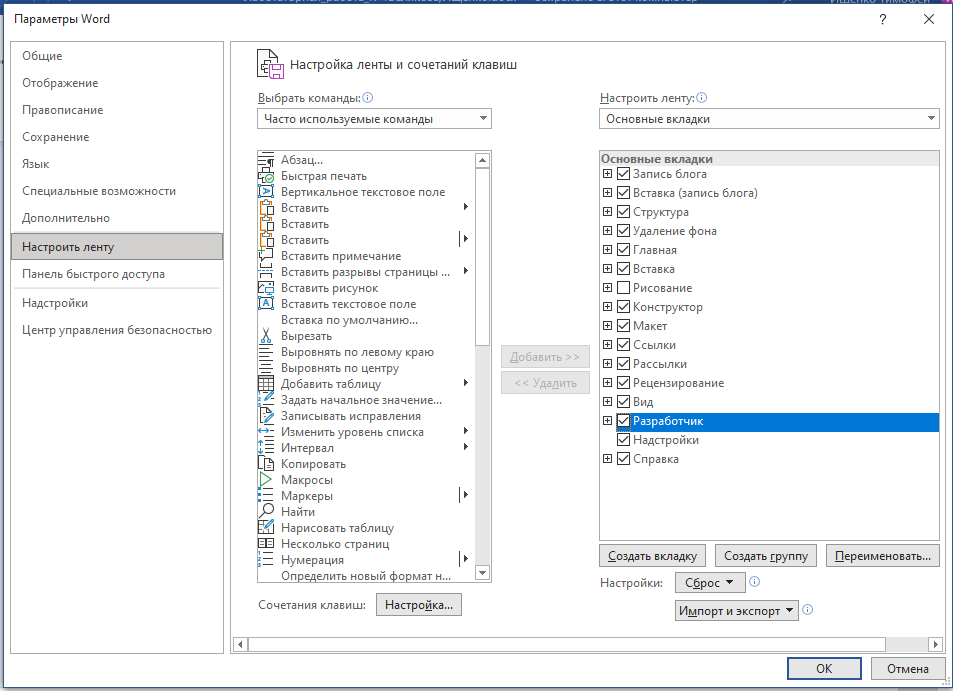 Параметры Word
?
Общие
Отображение
Правописание
Сохранение
Язык
Специальные возможности
Дополнительно
Настроить ленту
Панель быстрого доступа
Надстройки
Центр управления безопасностью
Настройка ленты и сочетаний клавиш
Выбрать команды:
Часто используемые команды
Абзац...
Быстрая печать
Вертикальное текстовое поле
Вставить
Вставить
Вставить
Вставить примечание
Вставить разрывы страницы ...
Вставить рисунок
Вставить текстовое поле
Вставка по умолчанию...
Вырезать
Выровнять по левому краю
Выровнять по центру
Добавить таблицу
Задать начальное значение...
Записывать исправления
Изменить уровень списка
Интервал
Копировать
Макросы
Маркеры
Найти
Нарисовать таблицу
Несколько страниц
Нумерация
Определить новый формат н...
Сочетания клавиш: Настройка...
Добавить >>
<< Удалить
Настроить ленту:
Основные вкладки
Основные вкладки
Запись блога
Вставка (запись блога)
Структура
Удаление фона
Главная
Вставка
Рисование
Конструктор
Макет
Ссылки
Рассылки
Рецензирование
Вид
Разработчик
Надстройки
Справка
Создать вкладку Создать группу Переименовать...
Настройки: Сброс
Импорт и экспорт
ОК Отмена